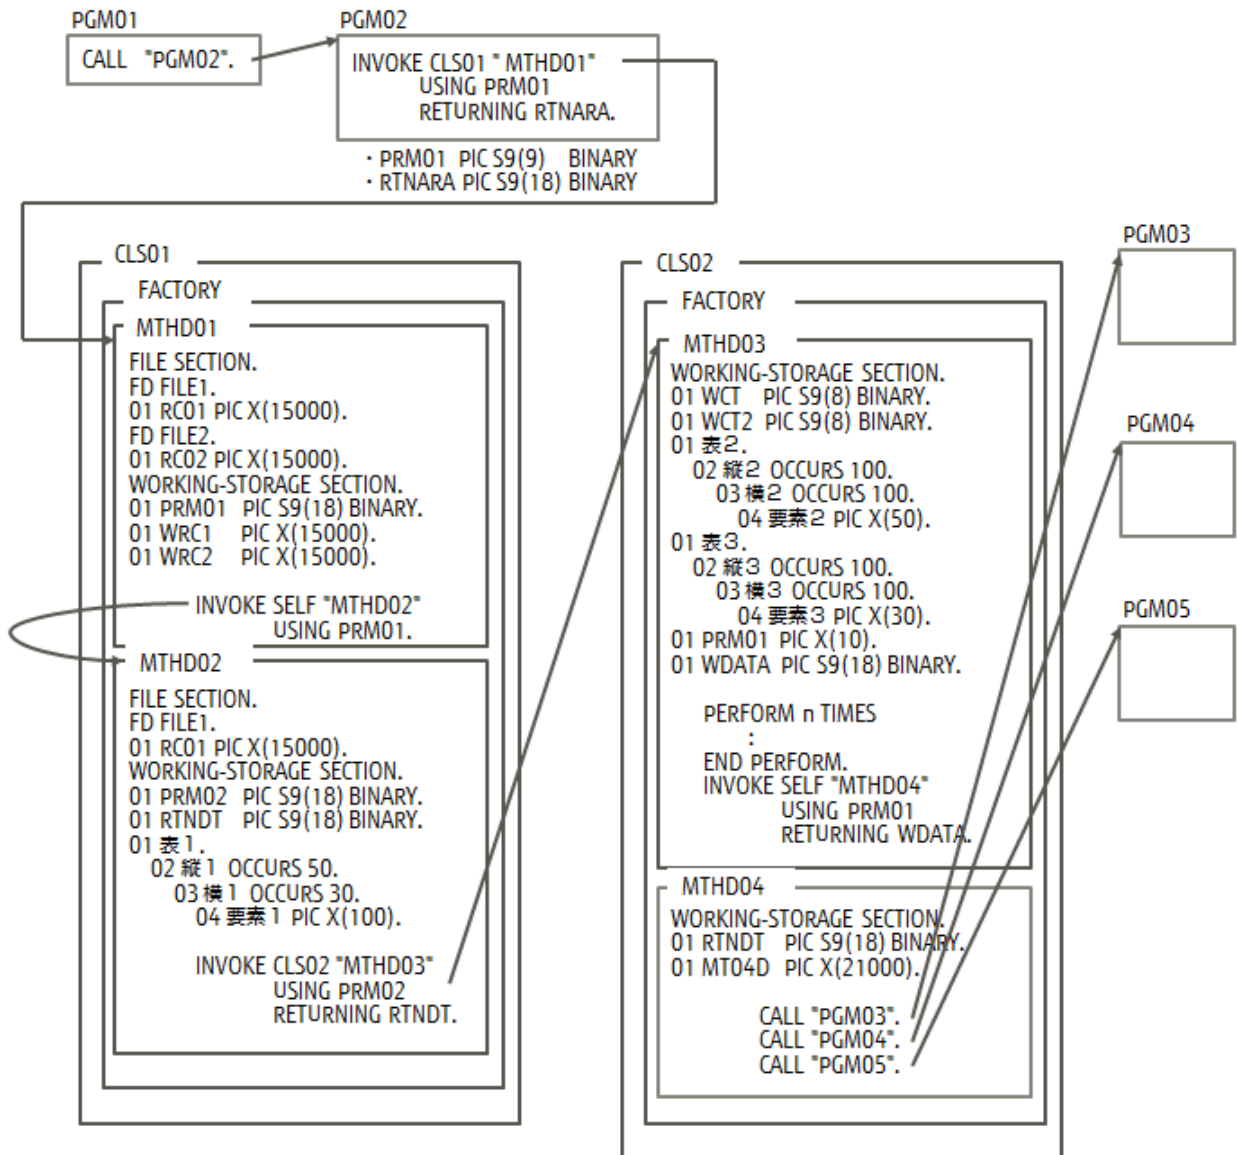 PGM01
CALL "PGM02".
PGM02
INVOKE CLS01 "MTHD01"
USING PRM01
RETURNING RTNARA.
・PRM01 PIC S9(9) BINARY
・RTNARA PIC S9(18) BINARY
CLS01
FACTORY
MTHD01
FILE SECTION.
FD FILE1.
01 RC01 PIC X(15000).
FD FILE2.
01 RC02 PIC X(15000).
WORKING-STORAGE SECTION.
01 PRM01 PIC S9(18) BINARY.
01 WRC1 PIC X(15000).
01 WRC2 PIC X(15000).
INVOKE SELF "MTHD02"
USING PRM01.
MTHD02
FILE SECTION.
FD FILE1.
01 RC01 PIC X(15000).
WORKING-STORAGE SECTION.
01 PRM02 PIC S9(18) BINARY.
01 RTNDT PIC S9(18) BINARY.
01 表1.
02 縦1 OCCURS 50.
03 横1 OCCURS 30.
04 要素1 PIC X(100).
INVOKE CLS02 "MTHD03"
USING PRM02
RETURNING RTNDT.
CLS02
FACTORY
MTHD03
WORKING-STORAGE SECTION.
01 WCT PIC S9(8) BINARY.
01 WCT2 PIC S9(8) BINARY.
01 表2.
02 縦2 OCCURS 100.
03 横2 OCCURS 100.
04 要素2 PIC X(50).
01 表3.
02 縦3 OCCURS 100.
03 横3 OCCURS 100.
04 要素3 PIC X(30).
01 PRM01 PIC X(10).
01 WDATA PIC S9(18) BINARY.
PERFORM n TIMES
:
END PERFORM.
INVOKE SELF "MTHD04"
USING PRM01
RETURNING WDATA.
MTHD04
WORKING-STORAGE SECTION.
01 RTNDT PIC S9(18) BINARY.
01 MT04D PIC X(21000).
CALL "PGM03".
CALL "PGM04".
CALL "PGM05".
PGM03
PGM04
PGM05